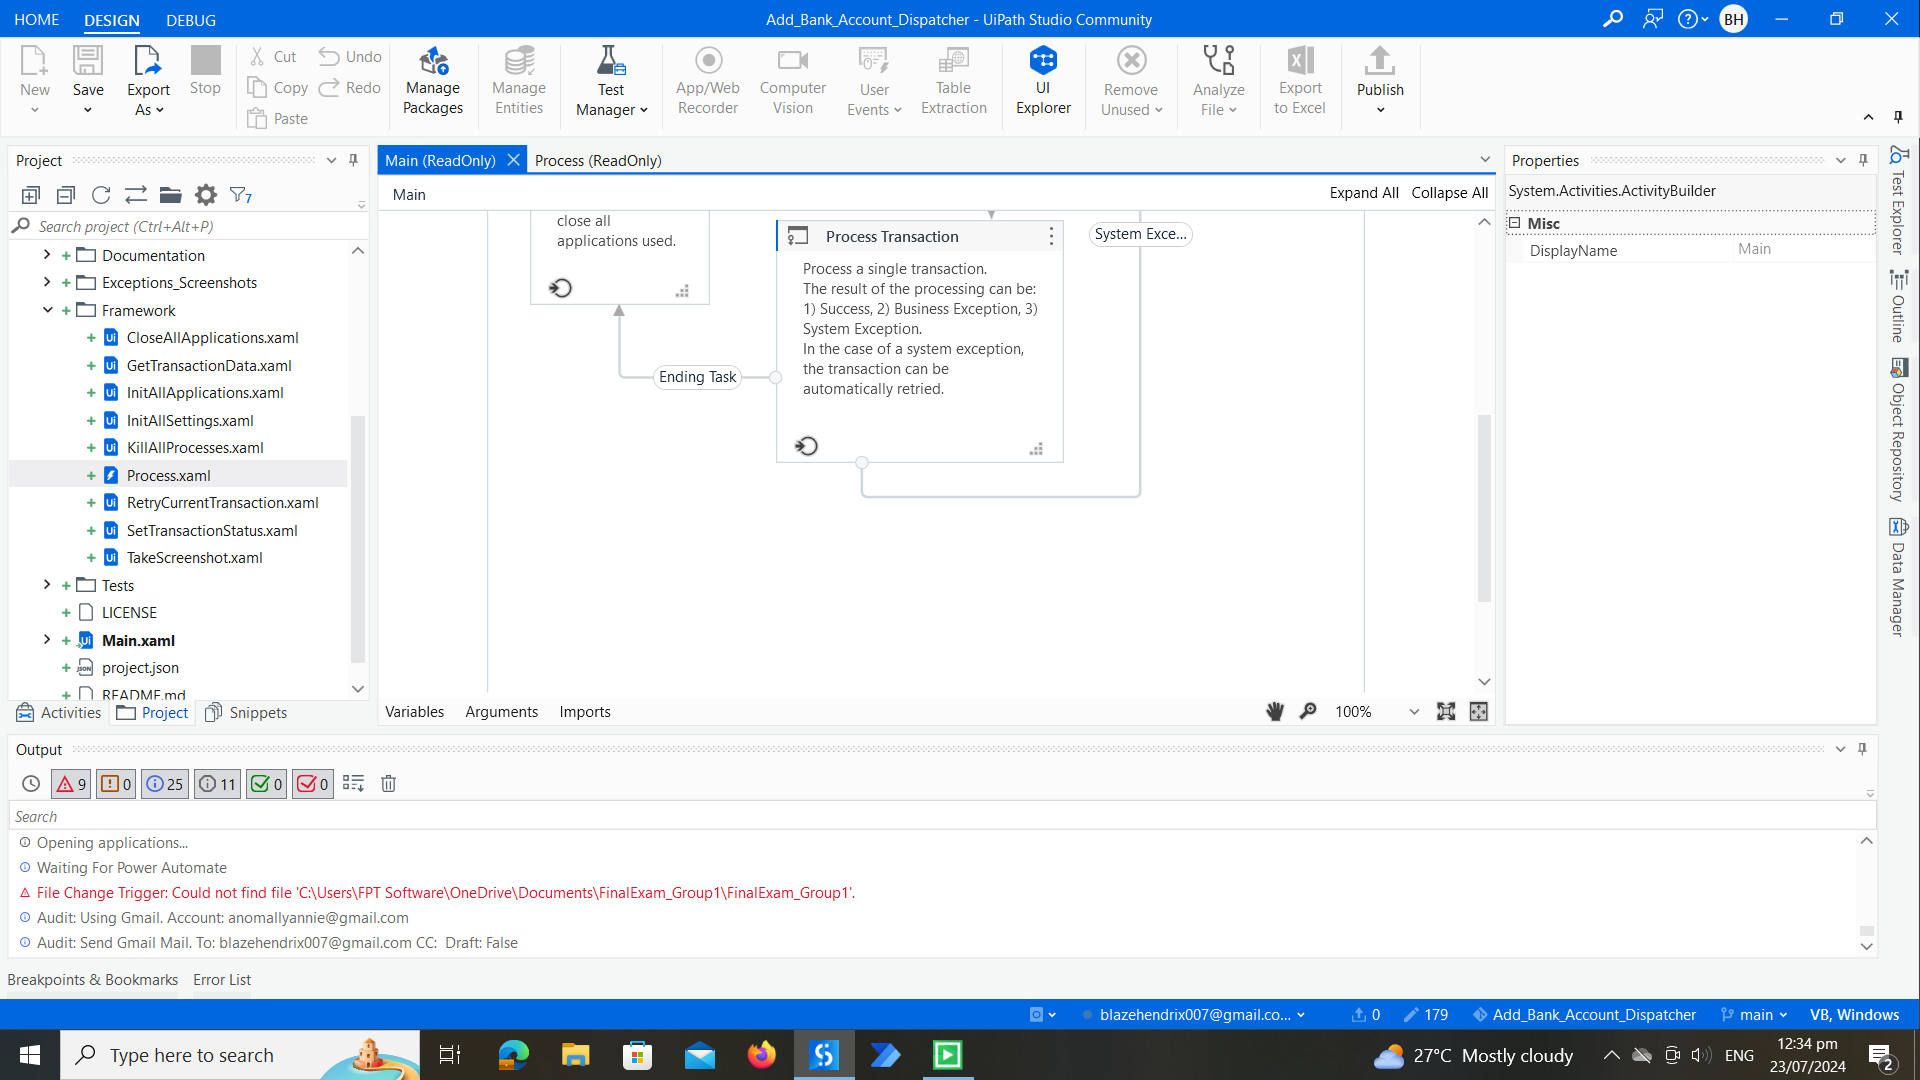 HOME DESIGN DEBUG
Add_Bank_Account_Dispatcher - UiPath Studio Community
BH
New
Save
Export As
Stop
Cut
Copy
Paste
Undo
Redo
Manage Packages
Manage Entities
Test Manager
App/Web Recorder
Computer Vision
User Events
Table Extraction
UI Explorer
Remove Unused
Analyze File
Export to Excel
Publish
Project
7
Search project (Ctrl+Alt+P)
Documentation
Exceptions_Screenshots
Framework
CloseAllApplications.xaml
GetTransactionData.xaml
InitAllApplications.xaml
InitAllSettings.xaml
KillAllProcesses.xaml
Process.xaml
RetryCurrentTransaction.xaml
SetTransactionStatus.xaml
TakeScreenshot.xaml
Tests
LICENSE
Main.xaml
project.json
README.md
Activities Project Snippets
Main (ReadOnly) Process (ReadOnly)
Main
Expand All Collapse All
close all
applications used.
Ending Task
Process Transaction
Process a single transaction.
The result of the processing can be:
1) Success, 2) Business Exception, 3)
System Exception.
In the case of a system exception,
the transaction can be
automatically retried.
System Exce...
Variables Arguments Imports
100%
Properties
System.Activities.ActivityBuilder
Misc
DisplayName Main
Test Explorer
Outline
Object Repository
Data Manager
Output
9 0 25 11 0 0
Search
Opening applications...
Waiting For Power Automate
File Change Trigger: Could not find file 'C:\Users\FPT Software\OneDrive\Documents\FinalExam_Group1\FinalExam_Group1'.
Audit: Using Gmail. Account: anomallyannie@gmail.com
Audit: Send Gmail Mail. To: blazehendrix007@gmail.com CC: Draft: False
Breakpoints & Bookmarks Error List
blazehendrix007@gmail.co... 0 179 Add_Bank_Account_Dispatcher main VB, Windows
Type here to search
27°C Mostly cloudy
ENG
12:34 pm
23/07/2024
2